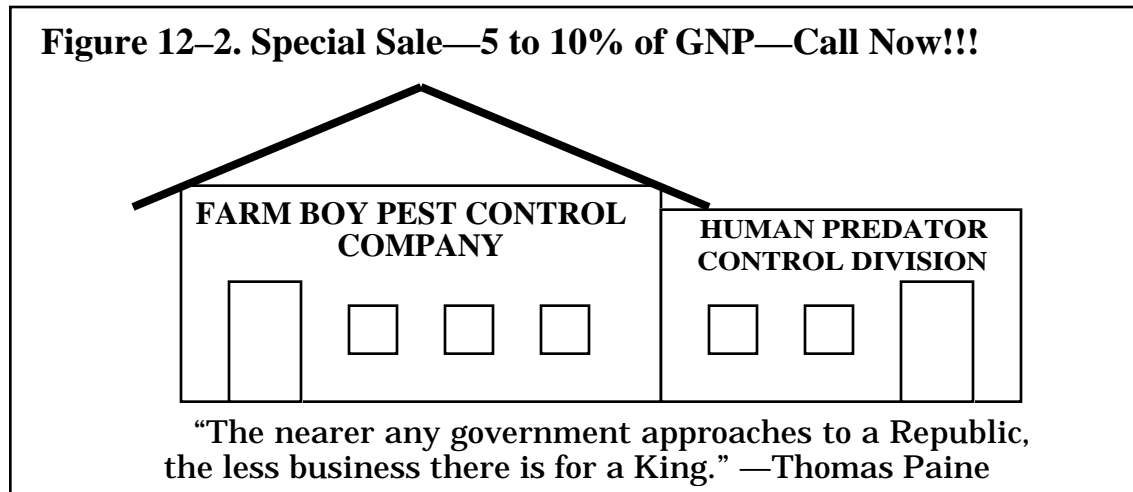 Figure 12–2. Special Sale—5 to 10% of GNP—Call Now!!!
FARM BOY PEST CONTROL
COMPANY
HUMAN PREDATOR
CONTROL DIVISION
“The nearer any government approaches to a Republic,
the less business there is for a King.” —Thomas Paine